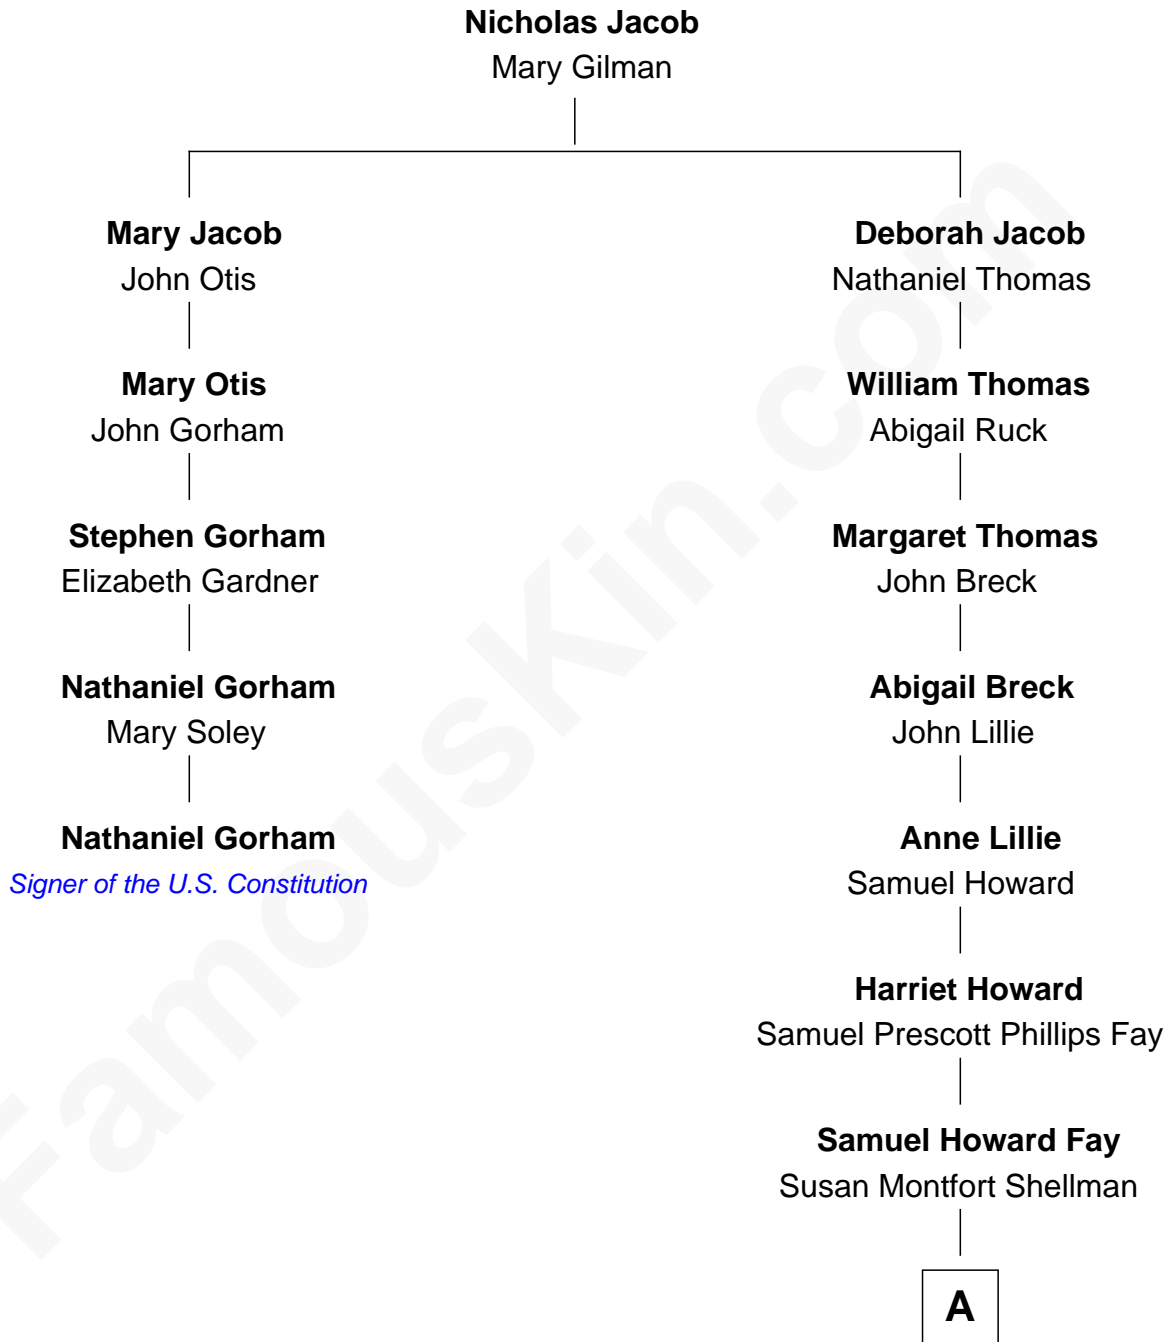 Nicholas Jacob
Mary Gilman
Mary Jacob
John Otis
Deborah Jacob
Nathaniel Thomas
Mary Otis
John Gorham
William Thomas
Abigail Ruck
Stephen Gorham
Elizabeth Gardner
Margaret Thomas
John Breck
Nathaniel Gorham
Mary Soley
Abigail Breck
John Lillie
Nathaniel Gorham
Signer of the U.S. Constitution
Anne Lillie
Samuel Howard
Harriet Howard
Samuel Prescott Phillips Fay
Samuel Howard Fay
Susan Montfort Shellman
A
FamousKin.com